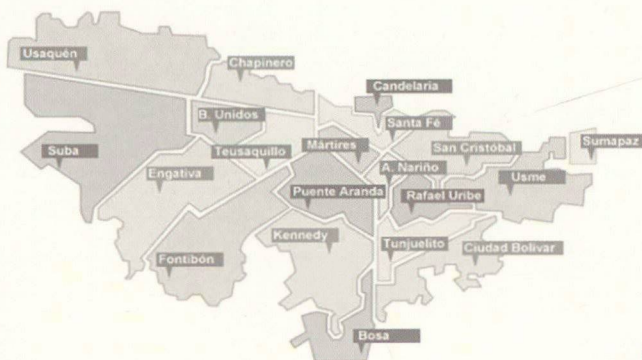 Usaquén
Chapinero
Candelaria
B. Unidos
Santa Fé
Suba
Teusaquillo
Mártires
San Cristóbal
Sumapaz
Engativa
A. Nariño
Usme
Puente Aranda
Rafael Uribe
Kennedy
Tunjuelito
Ciudad Bolivar
Fontibón
Bosa